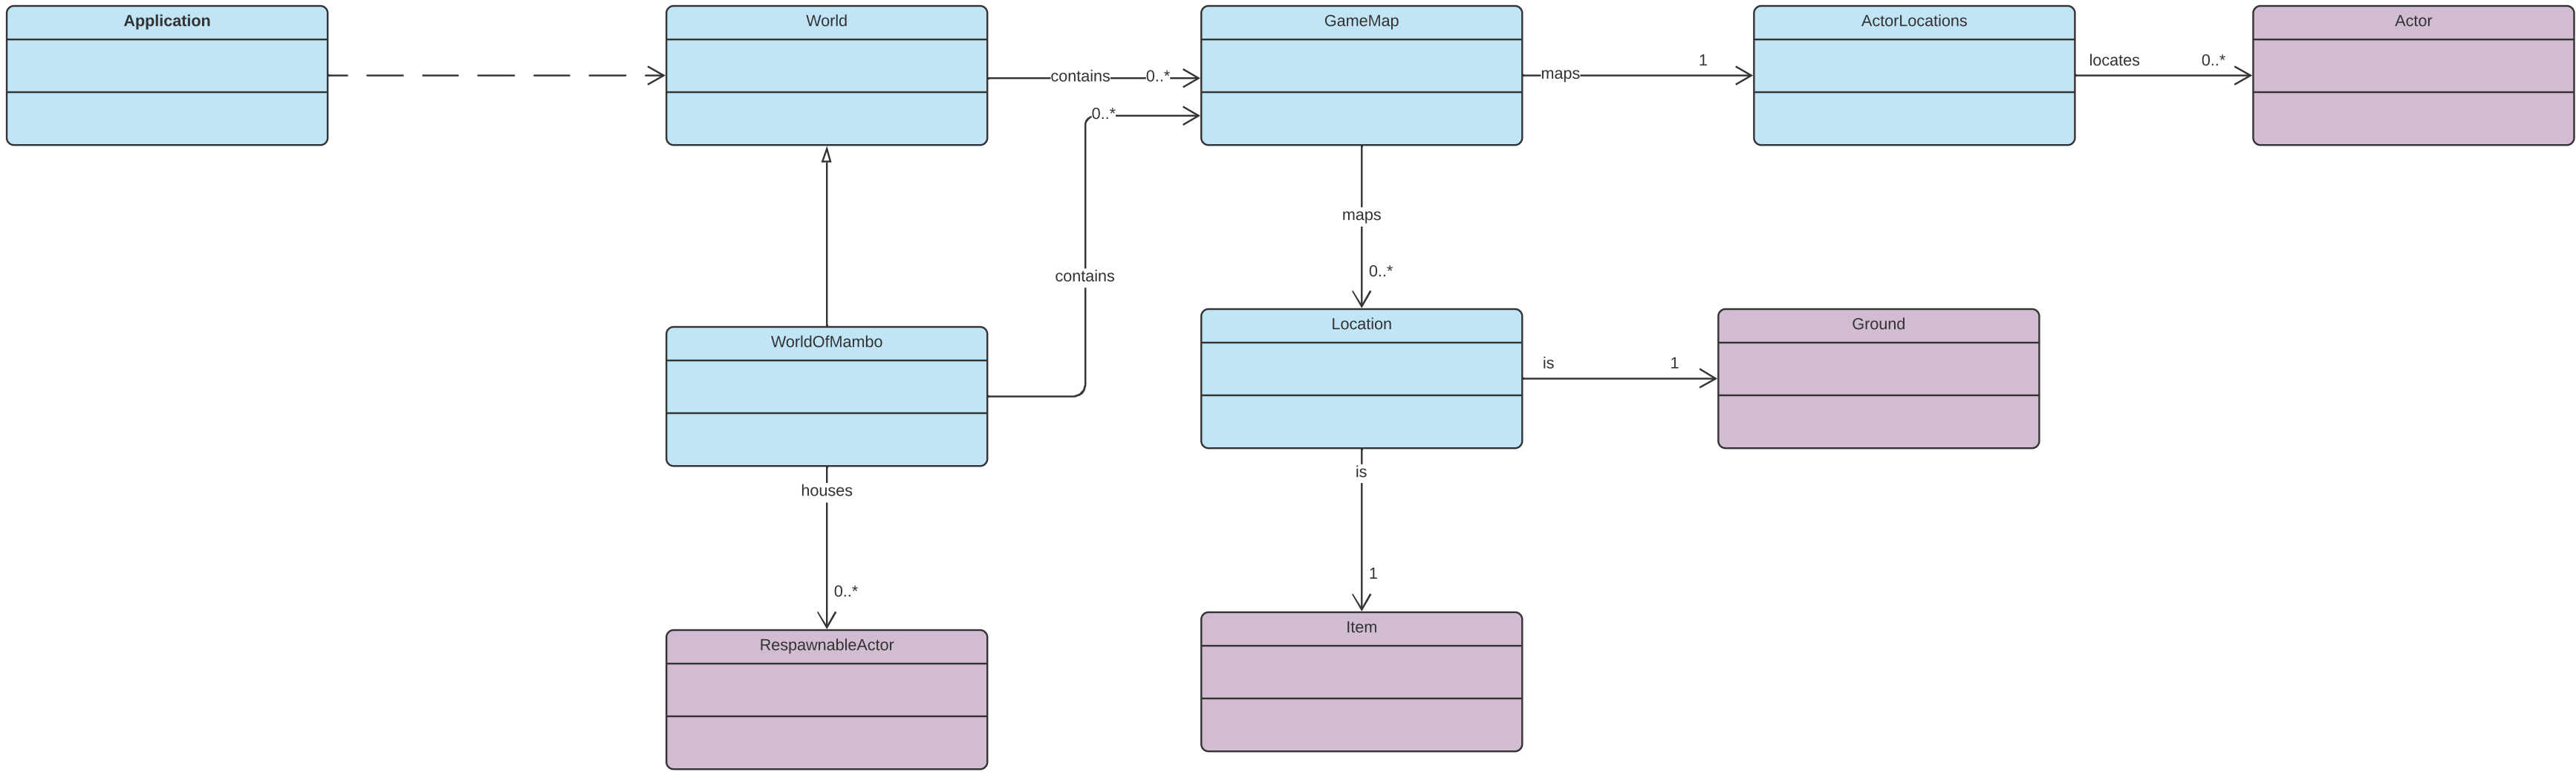 Application
World
GameMap
ActorLocations
Actor
contains
0..*
maps
1
locates
0..*
0..*
maps
contains
0..*
WorldOfMambo
Location
Ground
is
1
houses
is
0..*
1
RespawnableActor
Item